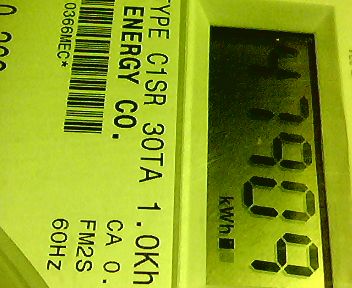 47909
kWh
TYPE C1SR 30TA 1.0Kh
ENERGY CO.
CA 0.
FM2S
60HZ
0366MEC*